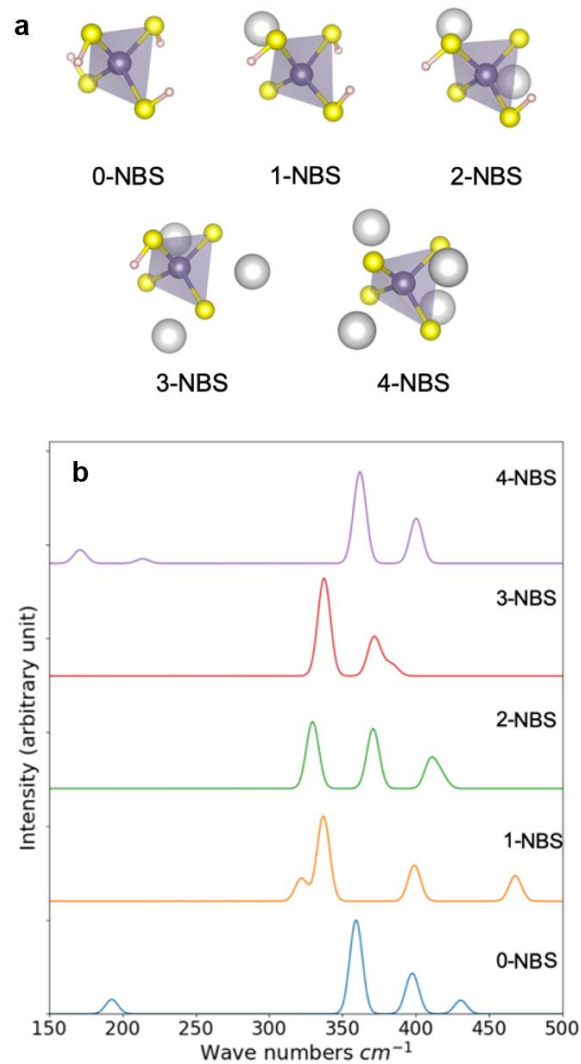 a
0-NBS 1-NBS 2-NBS
3-NBS 4-NBS
b
4-NBS
3-NBS
2-NBS
1-NBS
0-NBS
Intensity (arbitrary unit)
150 200 250 300 350 400 450 500
Wave numbers cm⁻¹